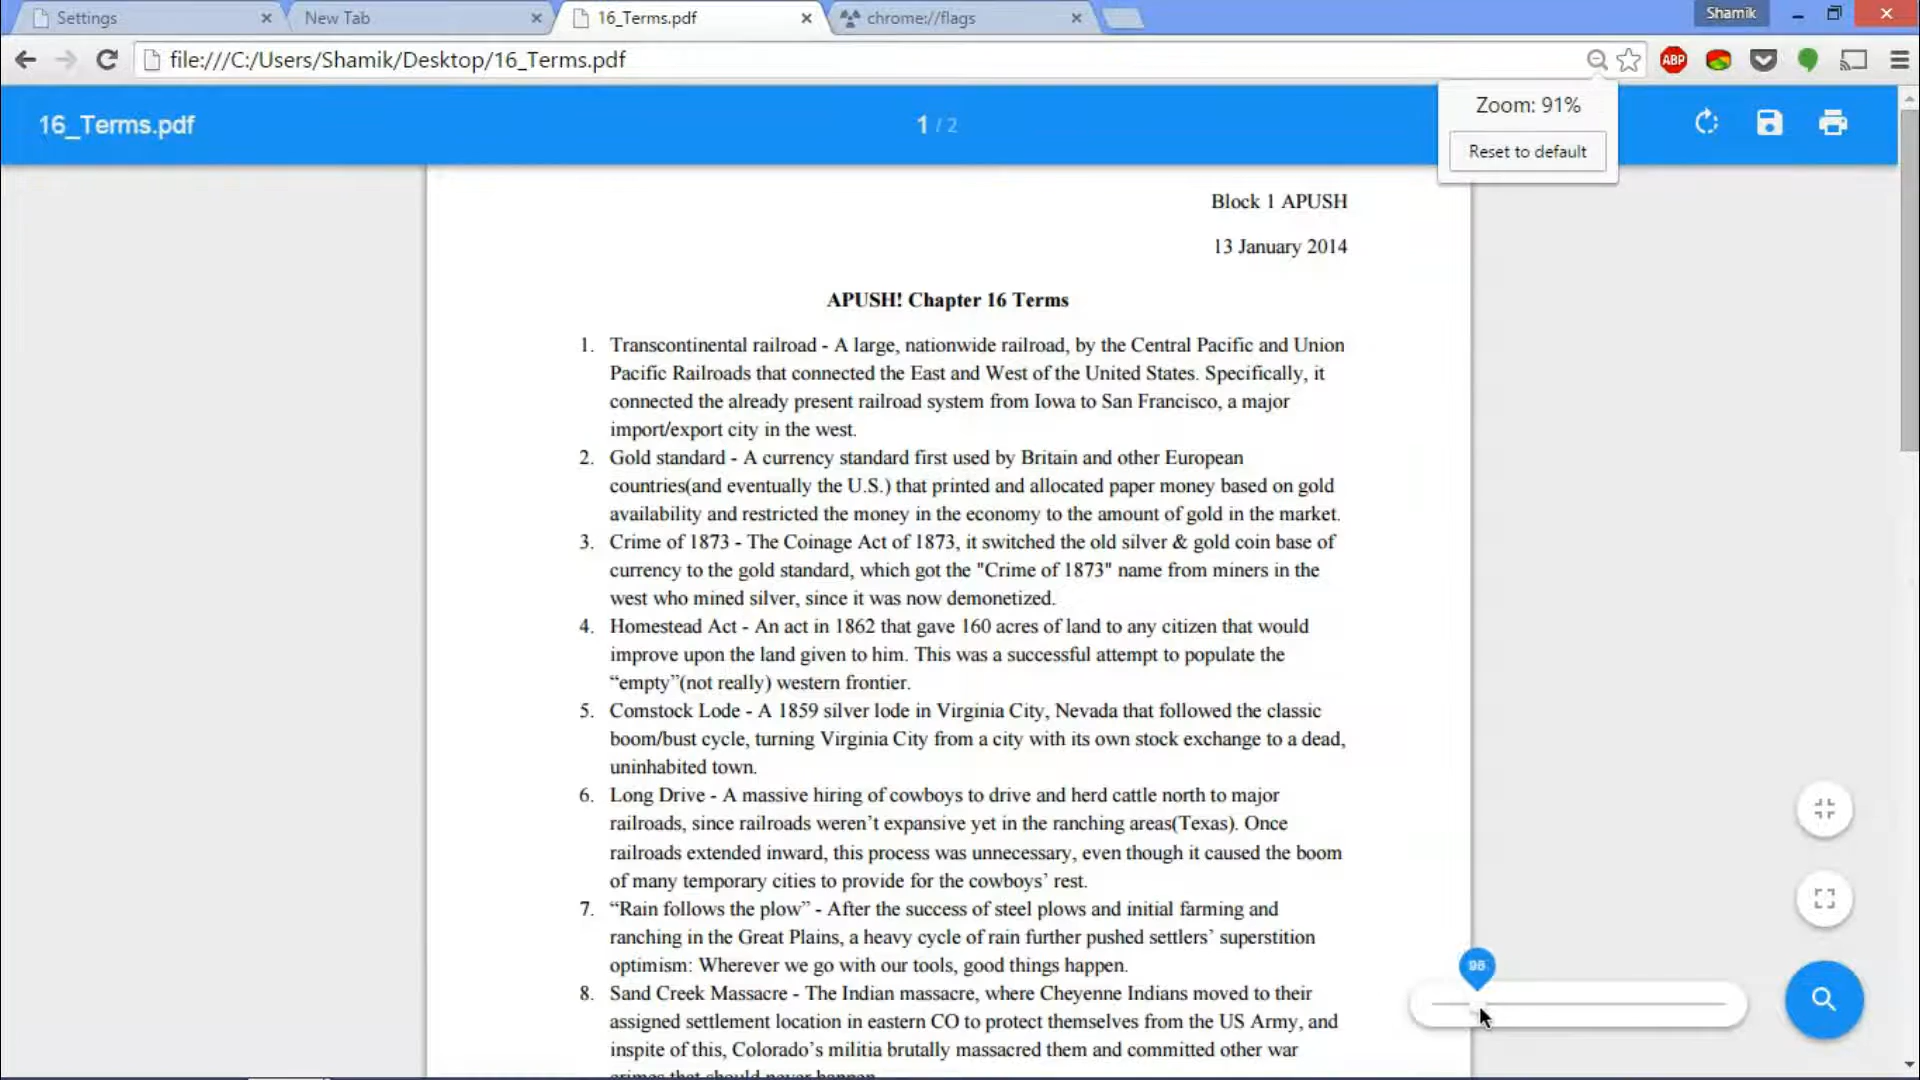 Settings
New Tab
16_Terms.pdf
chrome://flags
Shamik
file:///C:/Users/Shamik/Desktop/16_Terms.pdf
ABP
Zoom: 91%
Reset to default
16_Terms.pdf
1 / 2
Block 1 APUSH
13 January 2014
APUSH! Chapter 16 Terms
1. Transcontinental railroad - A large, nationwide railroad, by the Central Pacific and Union
Pacific Railroads that connected the East and West of the United States. Specifically, it
connected the already present railroad system from Iowa to San Francisco, a major
import/export city in the west.
2. Gold standard - A currency standard first used by Britain and other European
countries(and eventually the U.S.) that printed and allocated paper money based on gold
availability and restricted the money in the economy to the amount of gold in the market.
3. Crime of 1873 - The Coinage Act of 1873, it switched the old silver & gold coin base of
currency to the gold standard, which got the "Crime of 1873" name from miners in the
west who mined silver, since it was now demonetized.
4. Homestead Act - An act in 1862 that gave 160 acres of land to any citizen that would
improve upon the land given to him. This was a successful attempt to populate the
“empty”(not really) western frontier.
5. Comstock Lode - A 1859 silver lode in Virginia City, Nevada that followed the classic
boom/bust cycle, turning Virginia City from a city with its own stock exchange to a dead,
uninhabited town.
6. Long Drive - A massive hiring of cowboys to drive and herd cattle north to major
railroads, since railroads weren’t expansive yet in the ranching areas(Texas). Once
railroads extended inward, this process was unnecessary, even though it caused the boom
of many temporary cities to provide for the cowboys’ rest.
7. “Rain follows the plow” - After the success of steel plows and initial farming and
ranching in the Great Plains, a heavy cycle of rain further pushed settlers’ superstition
optimism: Wherever we go with our tools, good things happen.
8. Sand Creek Massacre - The Indian massacre, where Cheyenne Indians moved to their
assigned settlement location in eastern CO to protect themselves from the US Army, and
inspite of this, Colorado’s militia brutally massacred them and committed other war
crimes that should never happen.